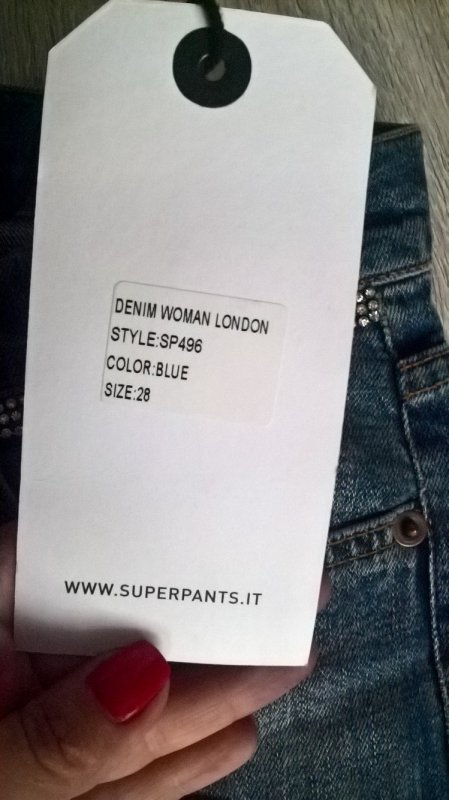 DENIM WOMAN LONDON
STYLE:SP496
COLOR:BLUE
SIZE:28
WWW.SUPERPANTS.IT